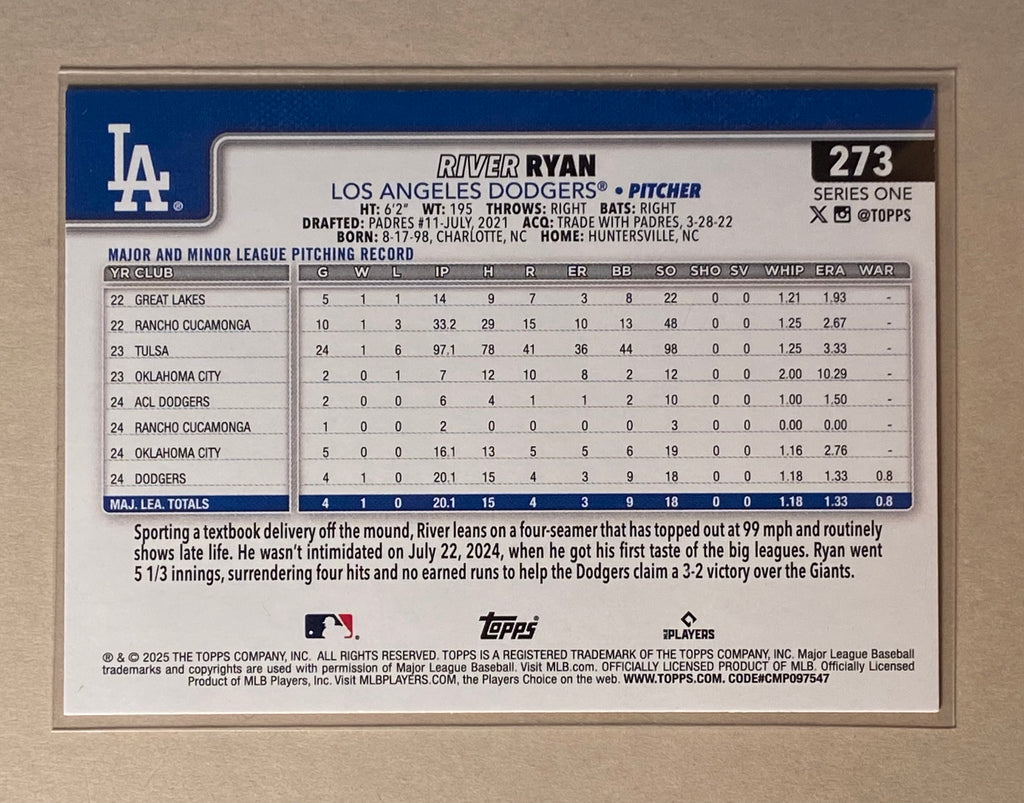 LA®
RIVER RYAN
273
LOS ANGELES DODGERS® • PITCHER
SERIES ONE
HT: 6'2" WT: 195 THROWS: RIGHT BATS: RIGHT
@TOPPS
DRAFTED: PADRES #11-JULY, 2021 ACQ: TRADE WITH PADRES, 3-28-22
BORN: 8-17-98, CHARLOTTE, NC HOME: HUNTERSVILLE, NC
MAJOR AND MINOR LEAGUE PITCHING RECORD
YR CLUB G W L IP H R ER BB SO SHO SV WHIP ERA WAR
22 GREAT LAKES 5 1 1 14 9 7 3 8 22 0 0 1.21 1.93 -
22 RANCHO CUCAMONGA 10 1 3 33.2 29 15 10 13 48 0 0 1.25 2.67 -
23 TULSA 24 1 6 97.1 78 41 36 44 98 0 0 1.25 3.33 -
23 OKLAHOMA CITY 2 0 1 7 12 10 8 2 12 0 0 2.00 10.29 -
24 ACL DODGERS 2 0 0 6 4 1 1 2 10 0 0 1.00 1.50 -
24 RANCHO CUCAMONGA 1 0 0 2 0 0 0 0 3 0 0 0.00 0.00 -
24 OKLAHOMA CITY 5 0 0 16.1 13 5 5 6 19 0 0 1.16 2.76 -
24 DODGERS 4 1 0 20.1 15 4 3 9 18 0 0 1.18 1.33 0.8
MAJ. LEA. TOTALS 4 1 0 20.1 15 4 3 9 18 0 0 1.18 1.33 0.8
Sporting a textbook delivery off the mound, River leans on a four-seamer that has topped out at 99 mph and routinely
shows late life. He wasn't intimidated on July 22, 2024, when he got his first taste of the big leagues. Ryan went
5 1/3 innings, surrendering four hits and no earned runs to help the Dodgers claim a 3-2 victory over the Giants.
topps
MLB PLAYERS
® & © 2025 THE TOPPS COMPANY, INC. ALL RIGHTS RESERVED. TOPPS IS A REGISTERED TRADEMARK OF THE TOPPS COMPANY, INC. Major League Baseball
trademarks and copyrights are used with permission of Major League Baseball. Visit MLB.com. OFFICIALLY LICENSED PRODUCT OF MLB. Officially Licensed
Product of MLB Players, Inc. Visit MLBPLAYERS.COM, the Players Choice on the web. WWW.TOPPS.COM. CODE#CMP097547